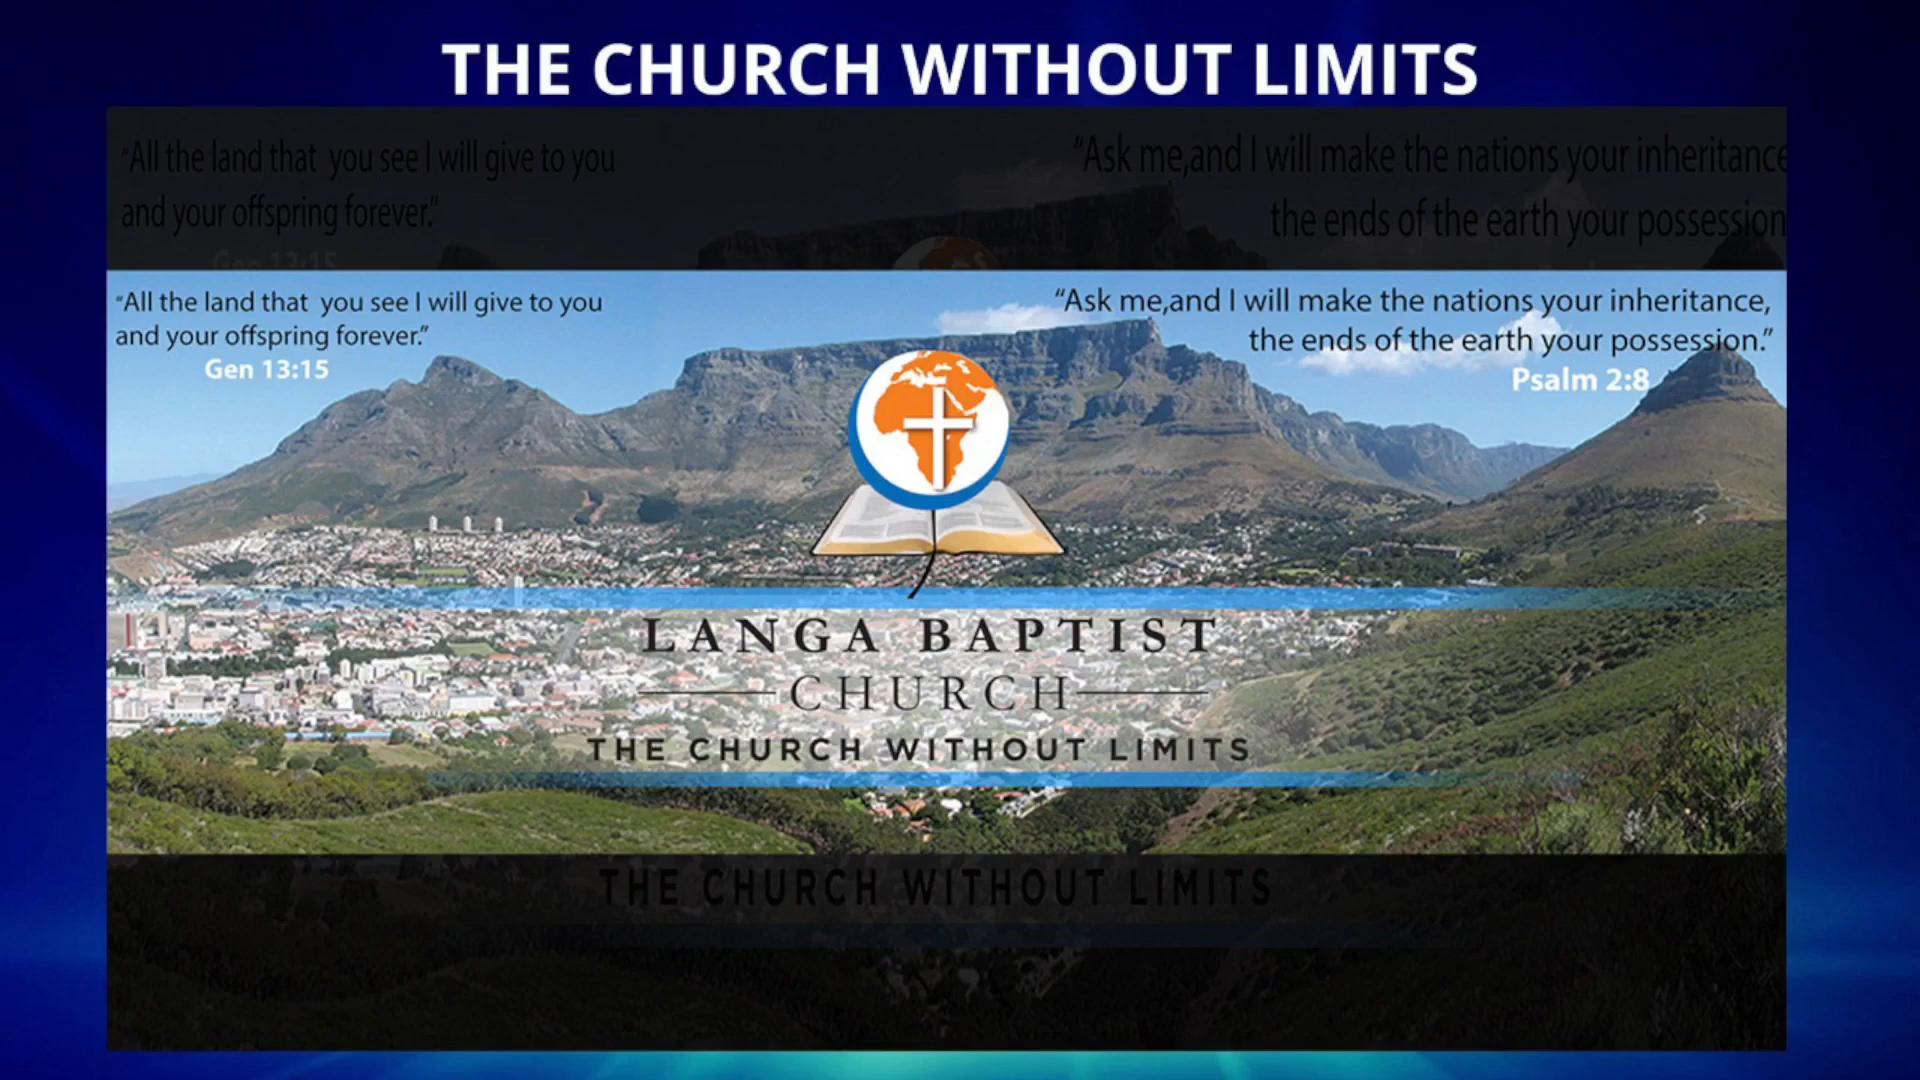 THE CHURCH WITHOUT LIMITS
"All the land that you see I will give to you
and your offspring forever."
Gen 13:15
"Ask me,and I will make the nations your inheritance
the ends of the earth your possession
"All the land that you see I will give to you
and your offspring forever."
Gen 13:15
"Ask me,and I will make the nations your inheritance,
the ends of the earth your possession."
Psalm 2:8
LANGA BAPTIST
CHURCH
THE CHURCH WITHOUT LIMITS
THE CHURCH WITHOUT LIMITS